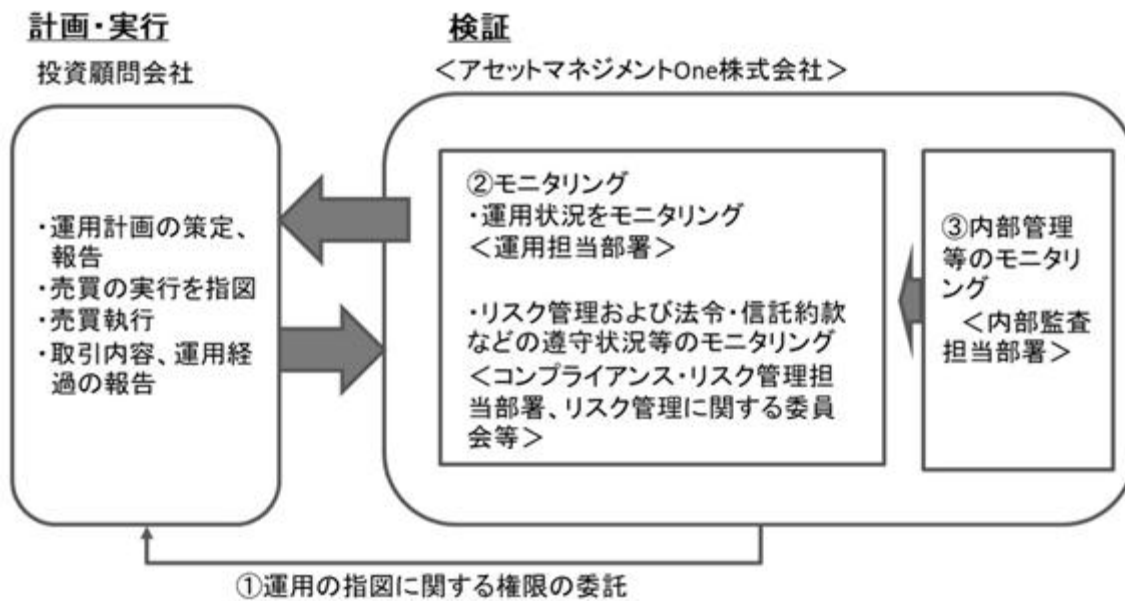 計画・実行
投資顧問会社
・運用計画の策定、
報告
・売買の実行を指図
・売買執行
・取引内容、運用経
過の報告
検証
＜アセットマネジメントOne株式会社＞
②モニタリング
・運用状況をモニタリング
＜運用担当部署＞
・リスク管理および法令・信託約款
などの遵守状況等のモニタリング
＜コンプライアンス・リスク管理担
当部署、リスク管理に関する委員
会等＞
③内部管理
等のモニタリ
ング
＜内部監査
担当部署＞
①運用の指図に関する権限の委託